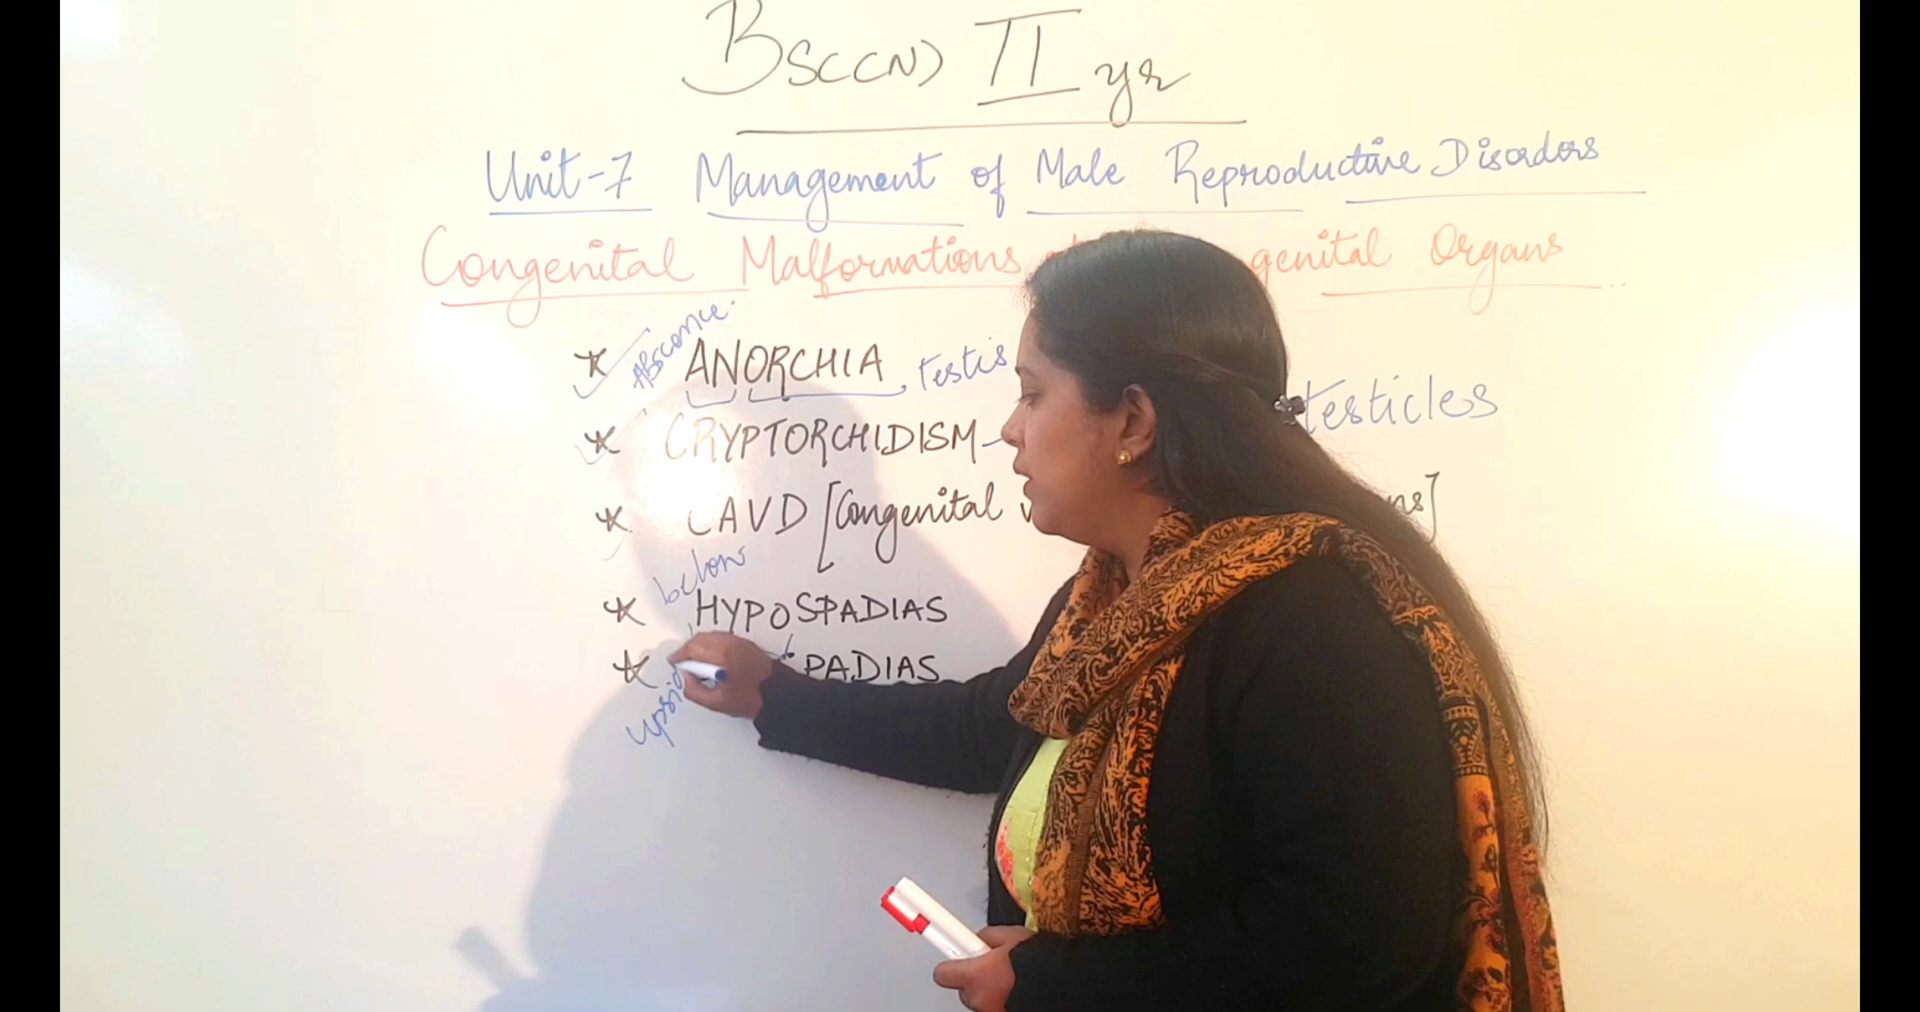 BSC(N) II yr
Unit-7 Management of Male Reproductive Disorders
Congenital Malformations genital Organs
Absence.
* ANORCHIA testis
testicles
* CRYPTORCHIDISM-
* CAVD [Congenital
below
* HYPOSPADIAS
* PADIAS